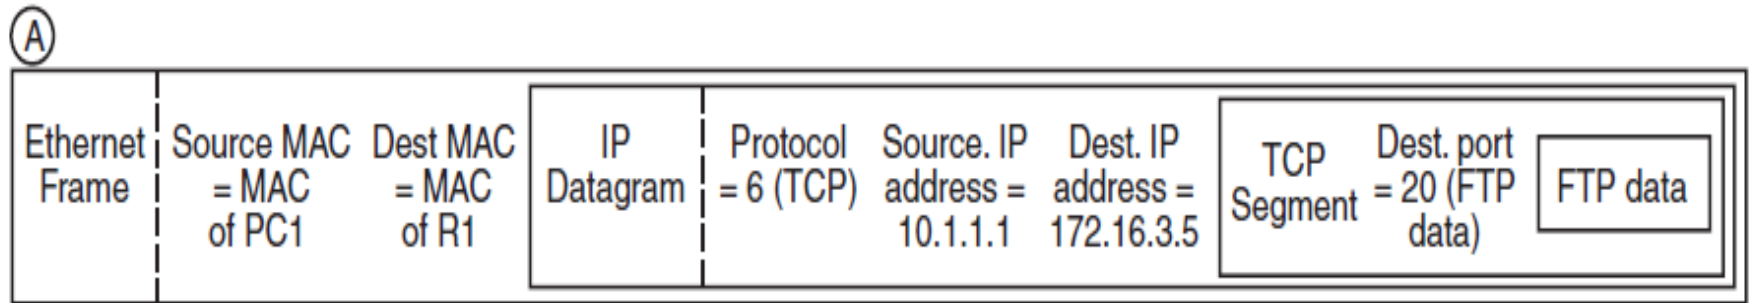 A
Ethernet
Frame
Source MAC
= MAC
of PC1
Dest MAC
= MAC
of R1
IP
Datagram
Protocol
= 6 (TCP)
Source. IP
address =
10.1.1.1
Dest. IP
address =
172.16.3.5
TCP
Segment
Dest. port
= 20 (FTP
data)
FTP data